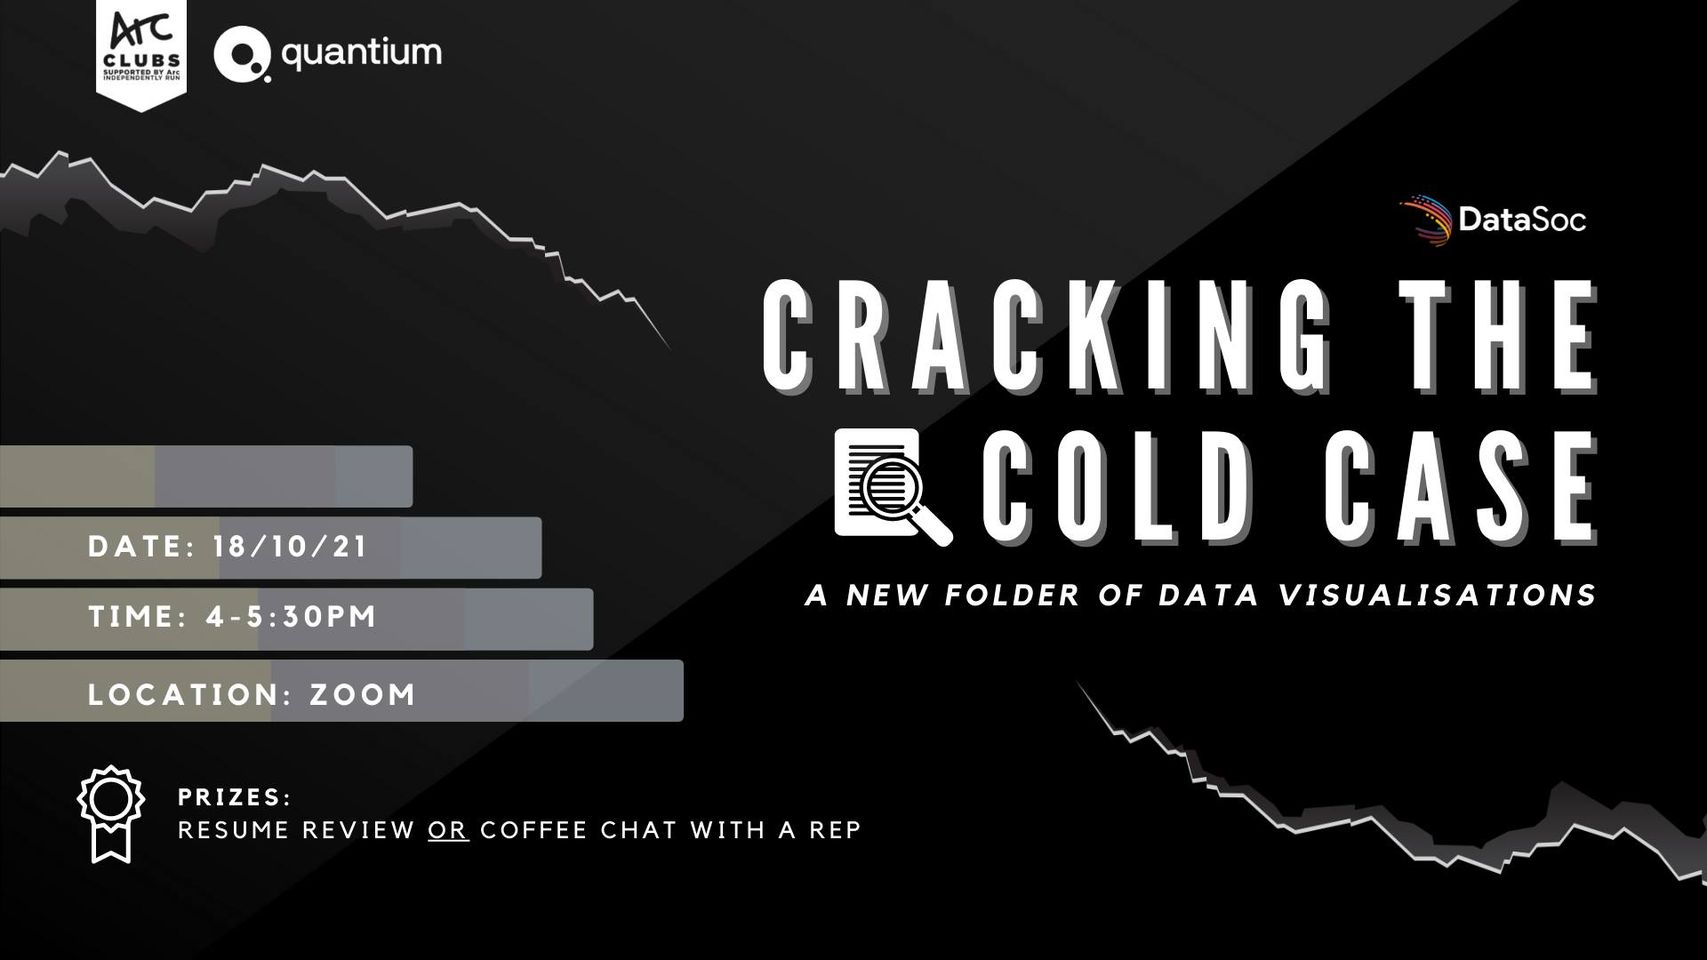 Arc
CLUBS
SUPPORTED BY Arc
INDEPENDENTLY RUN
quantium
DataSoc
CRACKING THE
COLD CASE
A NEW FOLDER OF DATA VISUALISATIONS
DATE: 18/10/21
TIME: 4-5:30PM
LOCATION: ZOOM
PRIZES:
RESUME REVIEW OR COFFEE CHAT WITH A REP